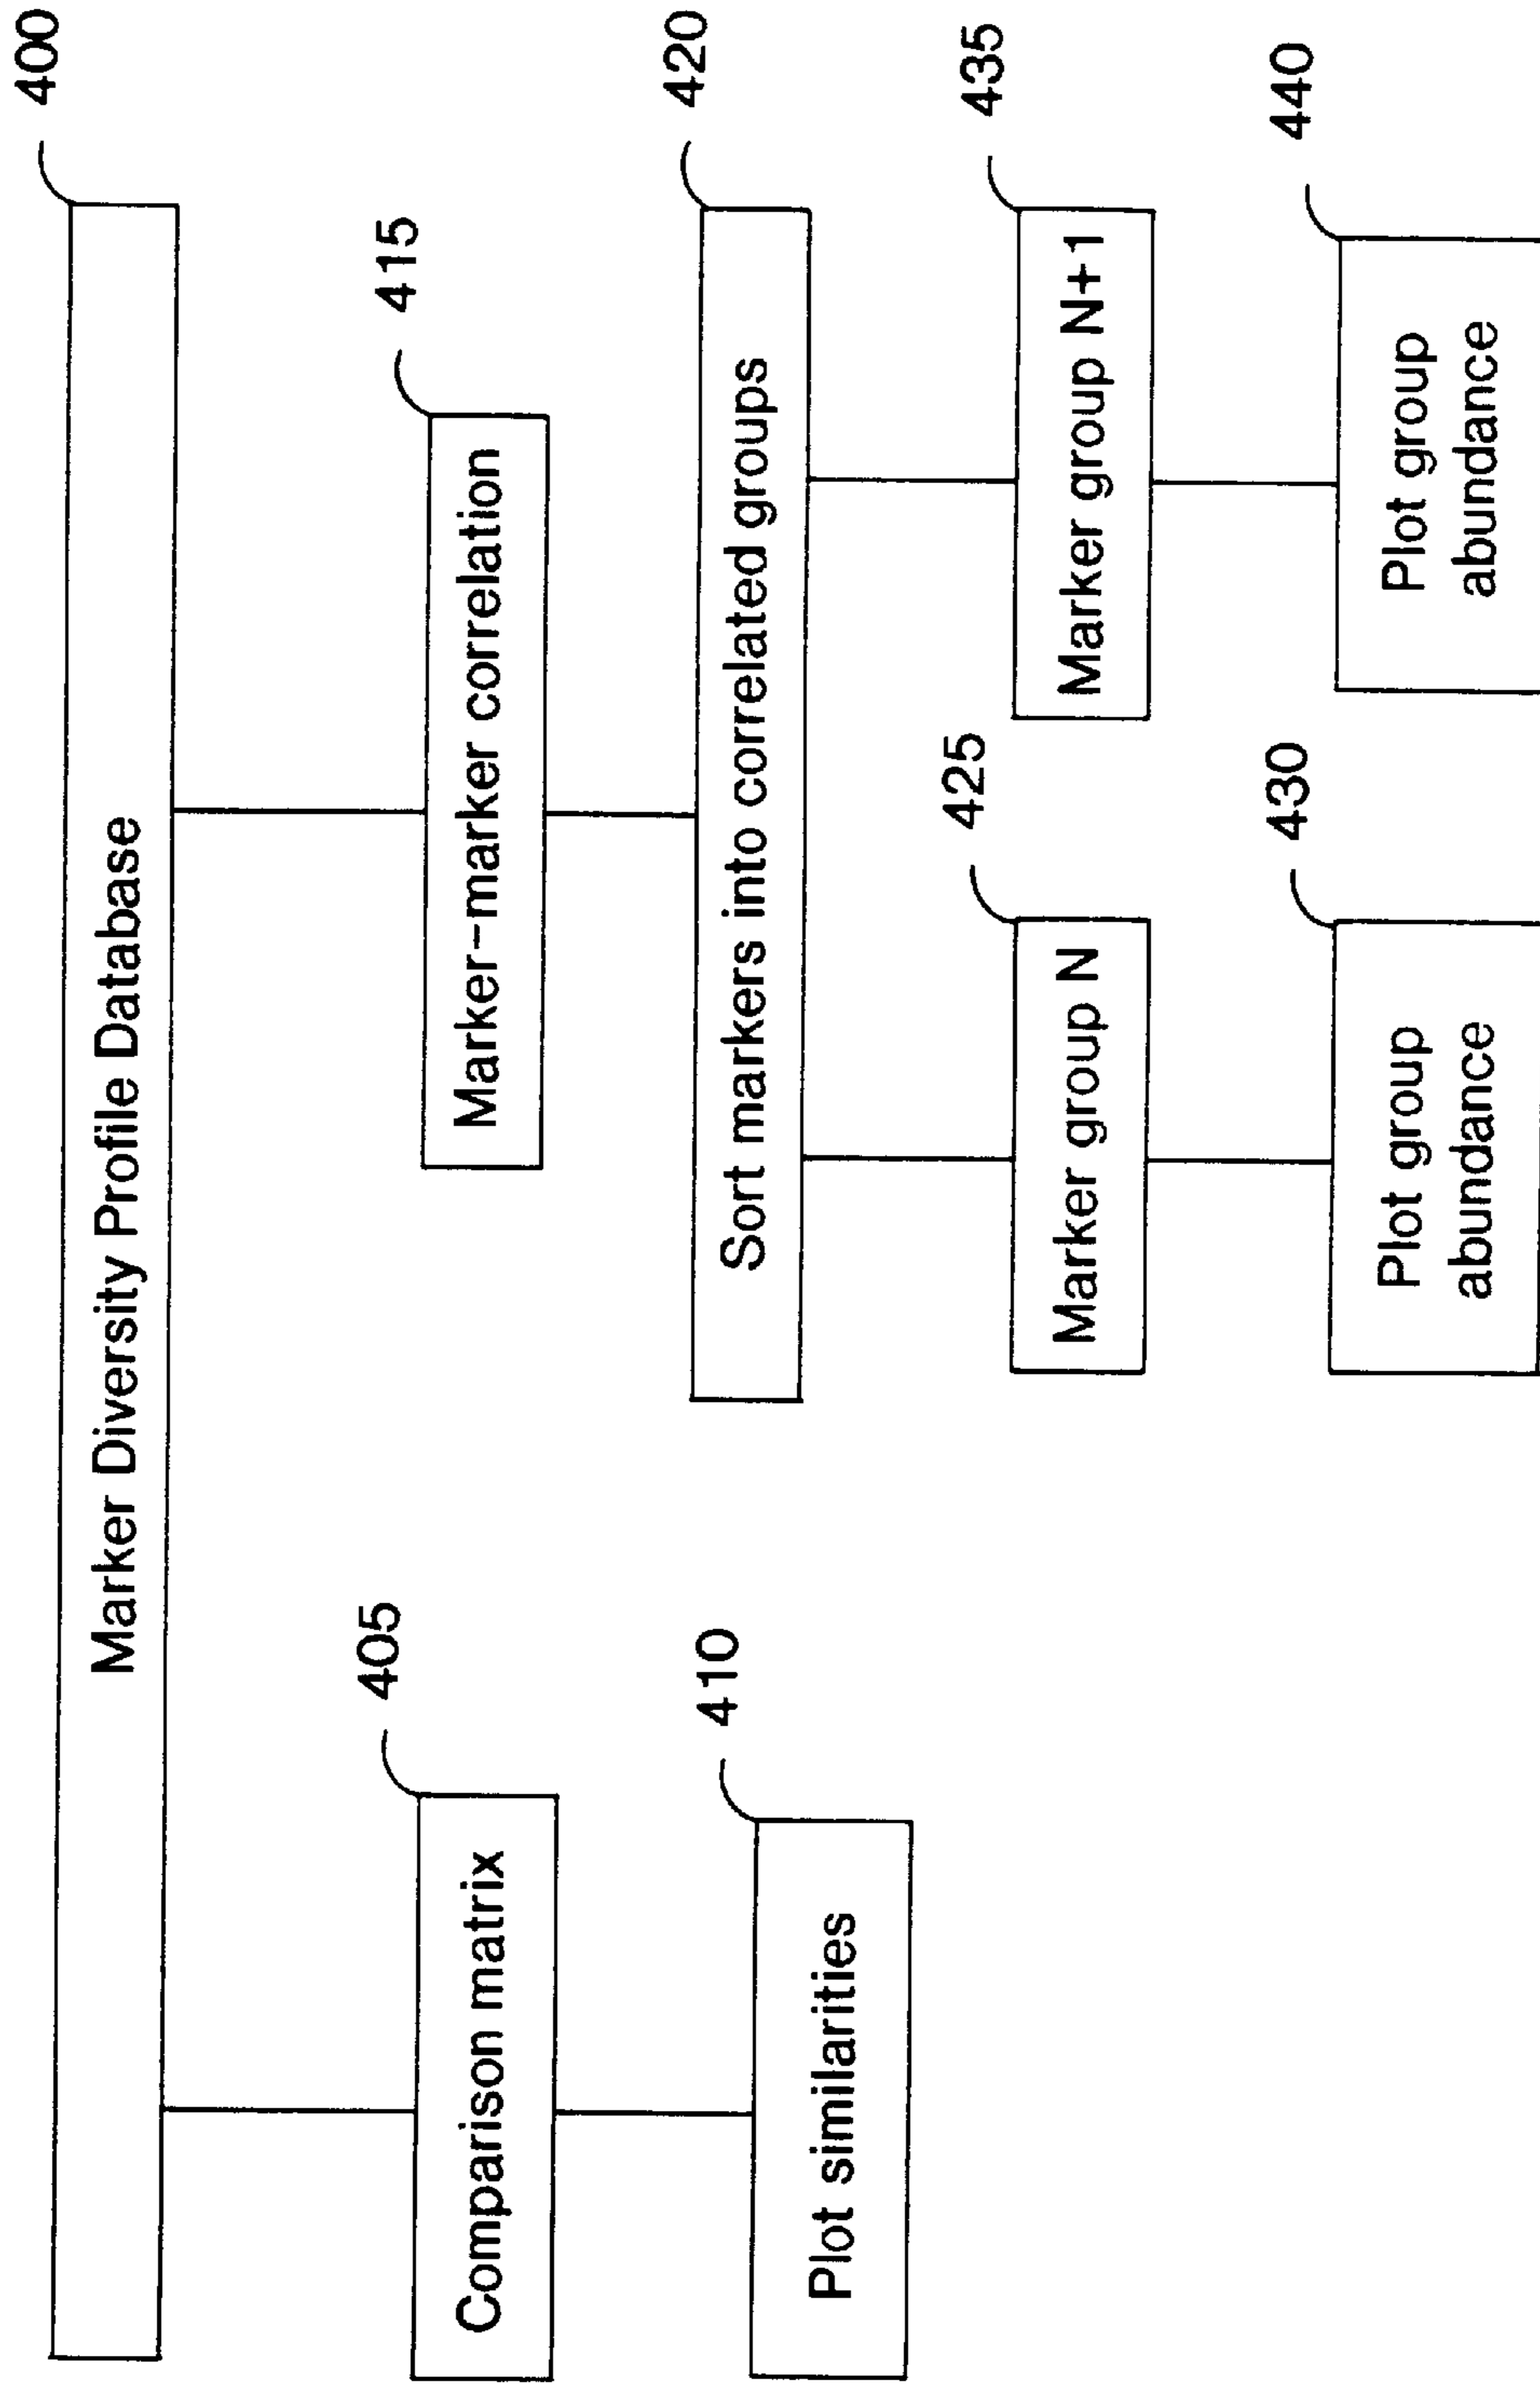 400
Marker Diversity Profile Database
405
Comparison matrix
415
Marker-marker correlation
410
Plot similarities
420
Sort markers into correlated groups
425
Marker group N
435
Marker group N+1
430
Plot group
abundance
440
Plot group
abundance